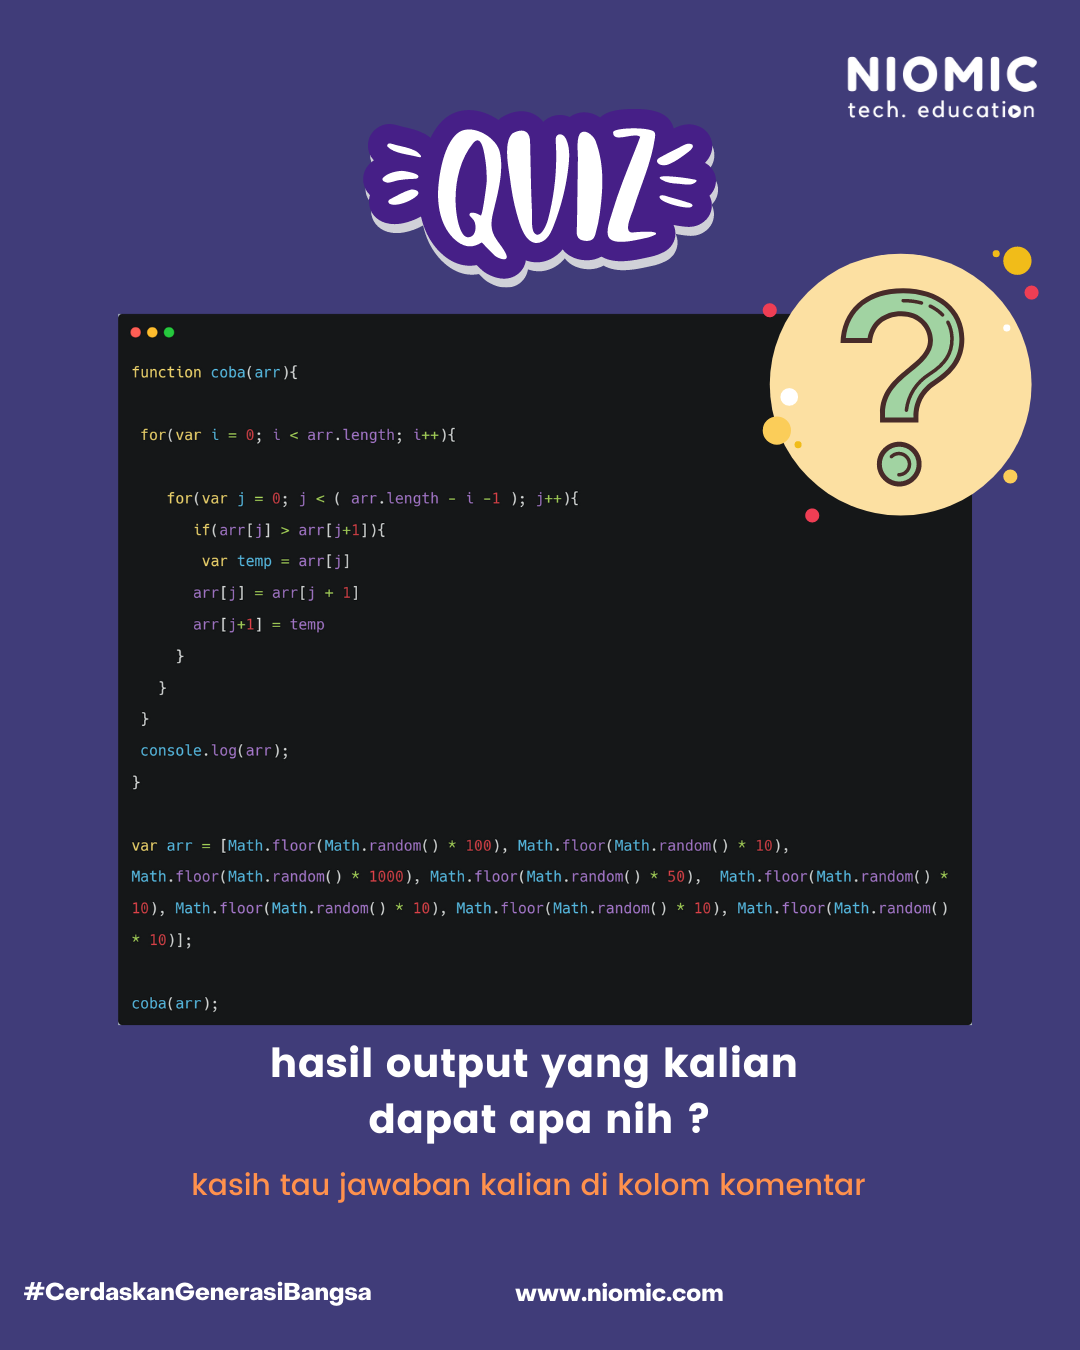 NIOMIC
tech. education
QUIZ
?
function coba(arr){
for(var i = 0; i < arr.length; i++){
for(var j = 0; j < ( arr.length - i -1 ); j++){
if(arr[j] > arr[j+1]){
var temp = arr[j]
arr[j] = arr[j + 1]
arr[j+1] = temp
}
}
}
console.log(arr);
}
var arr = [Math.floor(Math.random() * 100), Math.floor(Math.random() * 10),
Math.floor(Math.random() * 1000), Math.floor(Math.random() * 50),  Math.floor(Math.random() *
10), Math.floor(Math.random() * 10), Math.floor(Math.random() * 10), Math.floor(Math.random()
* 10)];
coba(arr);
hasil output yang kalian
dapat apa nih ?
kasih tau jawaban kalian di kolom komentar
#CerdaskanGenerasiBangsa
www.niomic.com